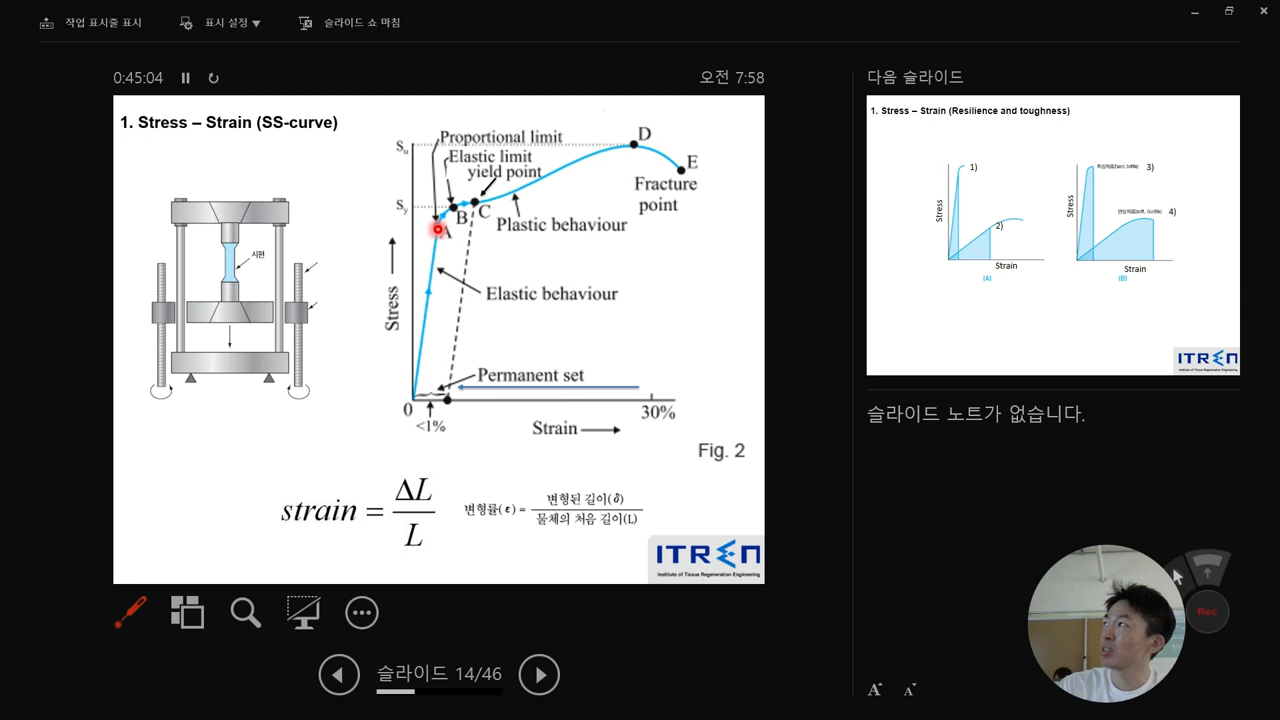 작업 표시줄 표시
표시 설정 ▼
슬라이드 쇼 마침
0:45:04
오전 7:58
다음 슬라이드
1. Stress – Strain (SS-curve)
시편
Proportional limit
Elastic limit
yield point
Su
Sy
A
B
C
D
E
Fracture
point
Plastic behaviour
Elastic behaviour
Stress
Permanent set
0
<1%
30%
Strain
Fig. 2
strain = ΔL
L
변형률(ε) = 변형된 길이(δ)
물체의 처음 길이(L)
ITREN
Institute of Tissue Regeneration Engineering
1. Stress – Strain (Resilience and toughness)
1)
2)
Stress
Strain
(A)
3)
4)
Stress
Strain
(B)
ITREN
Institute of Tissue Regeneration Engineering
슬라이드 노트가 없습니다.
Rec
슬라이드 14/46
A A